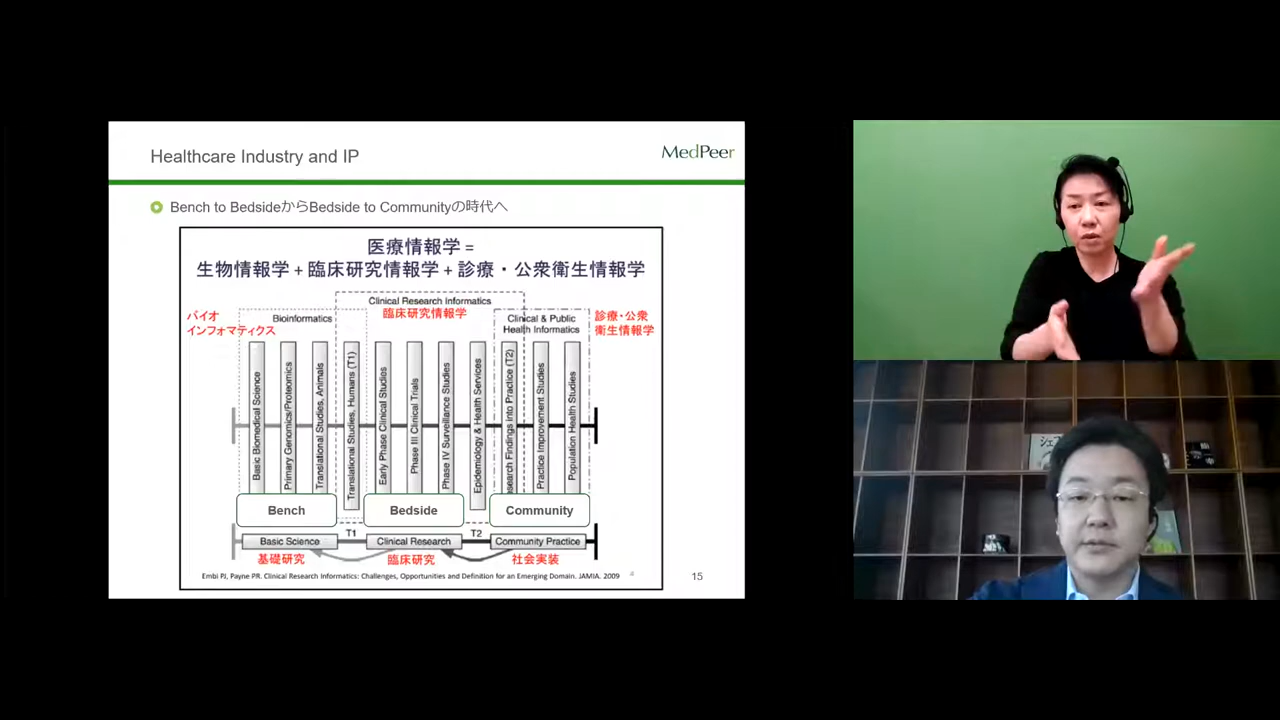 Healthcare Industry and IP
MedPeer
Bench to BedsideからBedside to Communityの時代へ
医療情報学 =
生物情報学 + 臨床研究情報学 + 診療・公衆衛生情報学
Clinical Research Informatics
臨床研究情報学
バイオ
インフォマティクス
Bioinformatics
Clinical & Public
Health Informatics
診療・公衆
衛生情報学
Basic Biomedical Science
Primary Genomics/Proteomics
Translational Studies, Animals
Translational Studies, Humans (T1)
Early Phase Clinical Studies
Phase III Clinical Trials
Phase IV Surveillance Studies
Epidemiology & Health Services
esearch Findings into Practice (T2)
Practice Improvement Studies
Population Health Studies
Bench
Bedside
Community
T1
T2
Basic Science
Clinical Research
Community Practice
基礎研究
臨床研究
社会実装
Embi PJ, Payne PR. Clinical Research Informatics: Challenges, Opportunities and Definition for an Emerging Domain. JAMIA. 2009
15
シェフ